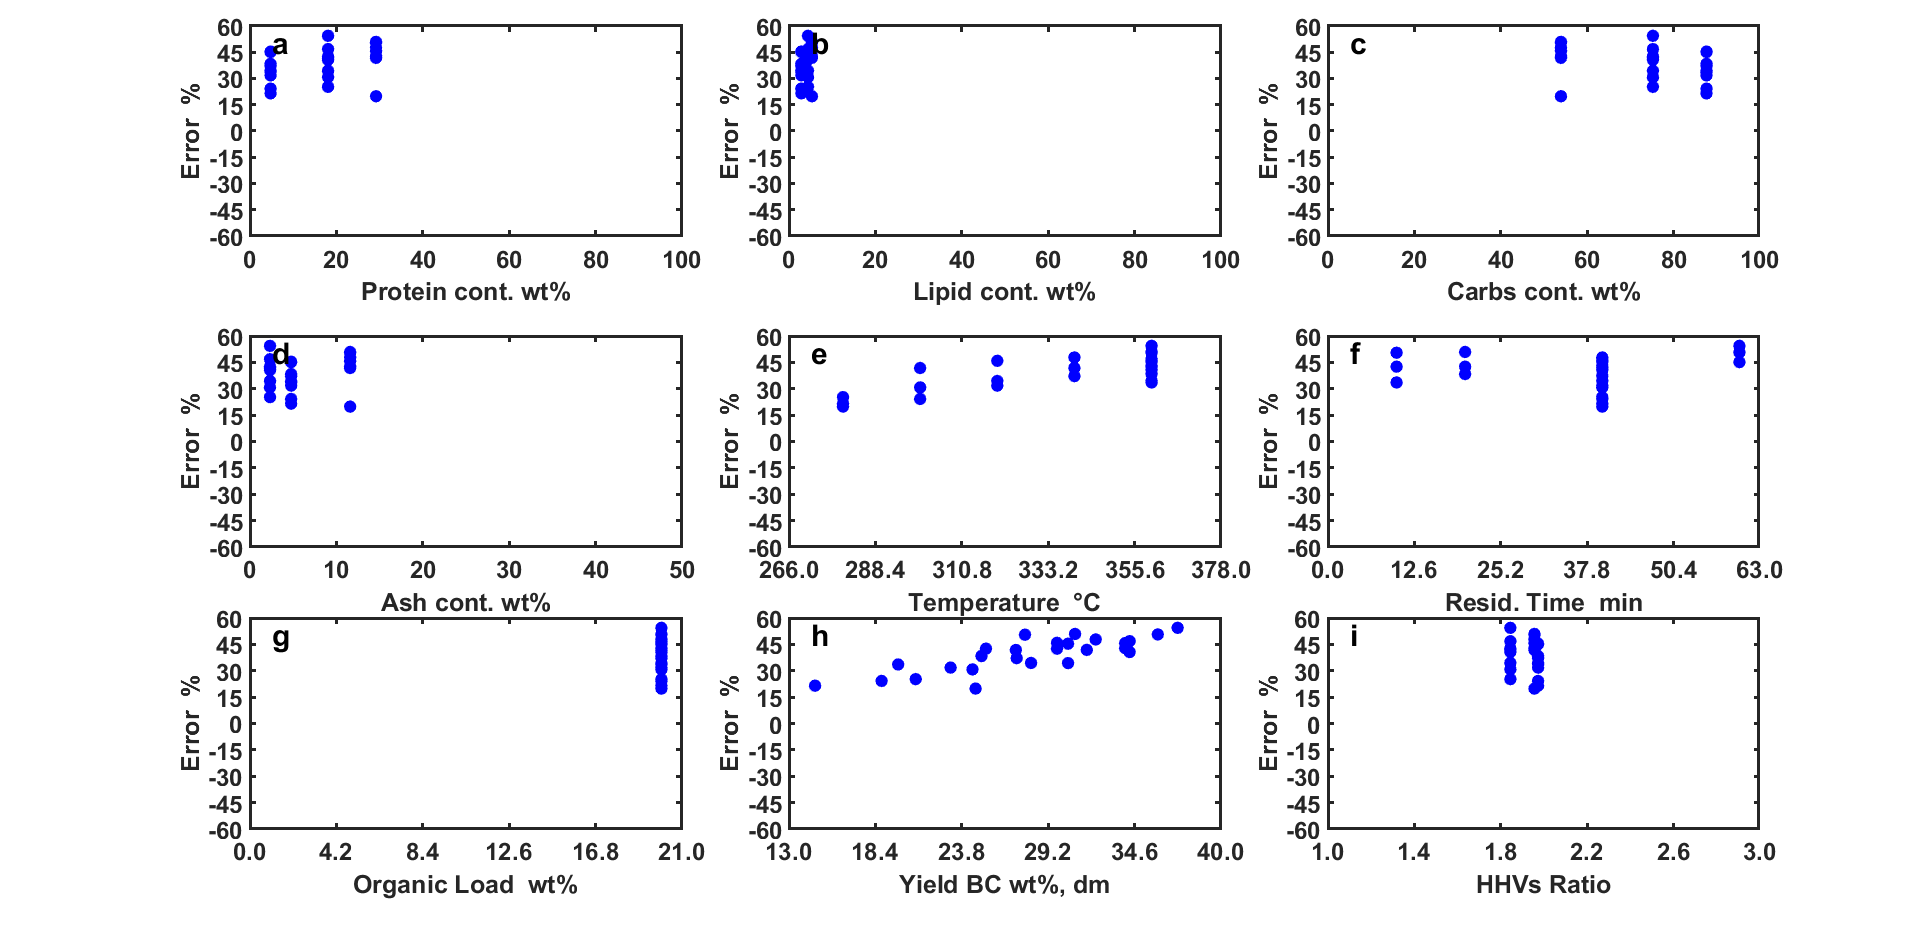 a
60
45
30
15
0
-15
-30
-45
-60
Error %
0 20 40 60 80 100
Protein cont. wt%
b
60
45
30
15
0
-15
-30
-45
-60
Error %
0 20 40 60 80 100
Lipid cont. wt%
c
60
45
30
15
0
-15
-30
-45
-60
Error %
0 20 40 60 80 100
Carbs cont. wt%
d
60
45
30
15
0
-15
-30
-45
-60
Error %
0 10 20 30 40 50
Ash cont. wt%
e
60
45
30
15
0
-15
-30
-45
-60
Error %
266.0 288.4 310.8 333.2 355.6 378.0
Temperature °C
f
60
45
30
15
0
-15
-30
-45
-60
Error %
0.0 12.6 25.2 37.8 50.4 63.0
Resid. Time min
g
60
45
30
15
0
-15
-30
-45
-60
Error %
0.0 4.2 8.4 12.6 16.8 21.0
Organic Load wt%
h
60
45
30
15
0
-15
-30
-45
-60
Error %
13.0 18.4 23.8 29.2 34.6 40.0
Yield BC wt%, dm
i
60
45
30
15
0
-15
-30
-45
-60
Error %
1.0 1.4 1.8 2.2 2.6 3.0
HHVs Ratio